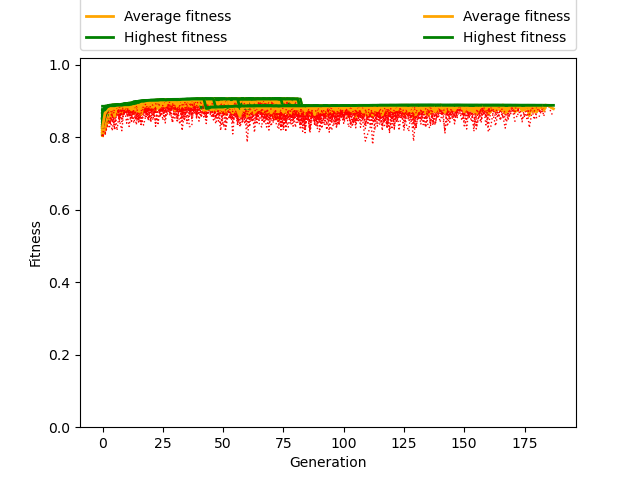 Average fitness Average fitness
Highest fitness Highest fitness
1.0
0.8
0.6
0.4
0.2
0.0
Fitness
0 25 50 75 100 125 150 175
Generation